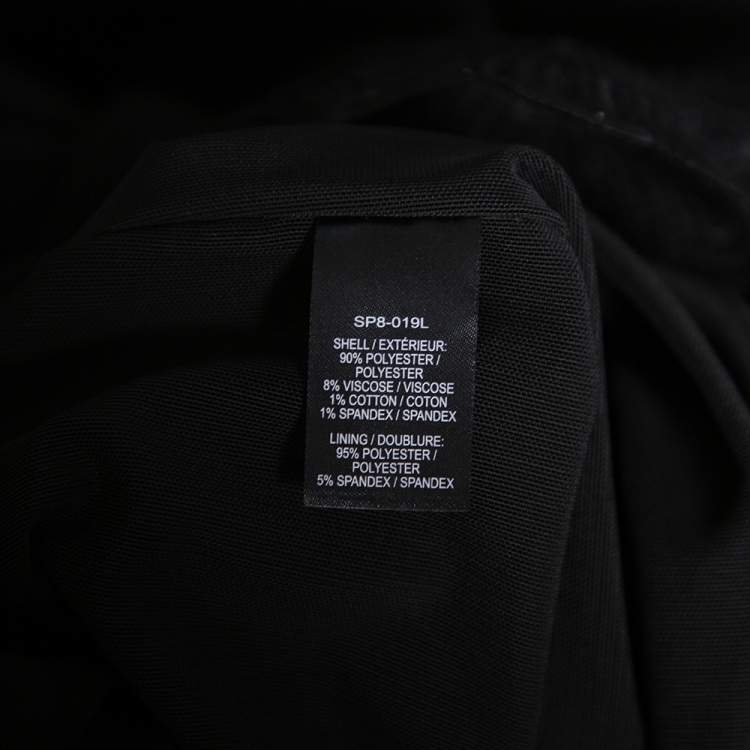 SP8-019L
SHELL / EXTÉRIEUR:
90% POLYESTER /
POLYESTER
8% VISCOSE / VISCOSE
1% COTTON / COTON
1% SPANDEX / SPANDEX
LINING / DOUBLURE:
95% POLYESTER /
POLYESTER
5% SPANDEX / SPANDEX